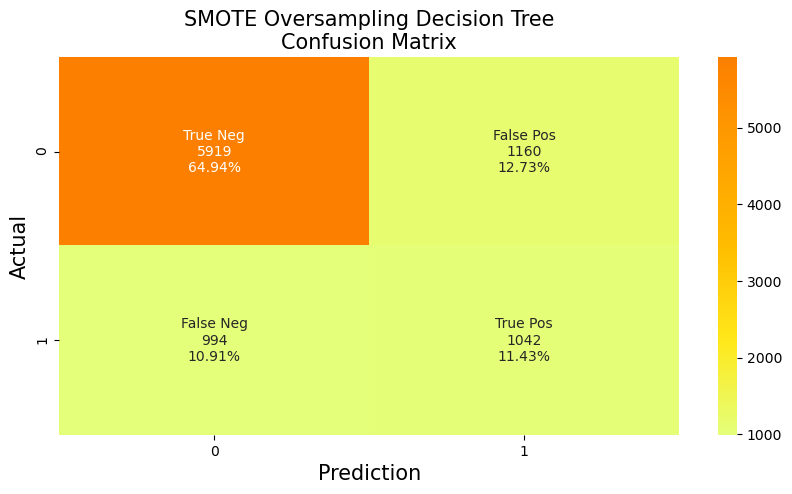 SMOTE Oversampling Decision Tree
Confusion Matrix
True Neg
5919
64.94%
False Pos
1160
12.73%
False Neg
994
10.91%
True Pos
1042
11.43%
0
1
Actual
0
1
Prediction
5000
4000
3000
2000
1000